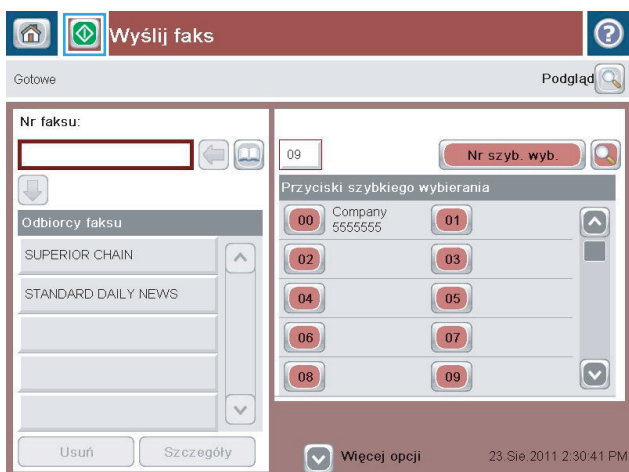 Wyślij faks
?
Gotowe
Podgląd
Nr faksu:
Odbiorcy faksu
SUPERIOR CHAIN
STANDARD DAILY NEWS
Usuń
Szczegóły
09
Nr szyb. wyb.
Przyciski szybkiego wybierania
00 Company 01
5555555
02 03
04 05
06 07
08 09
Więcej opcji
23.Sie.2011 2:30:41 PM